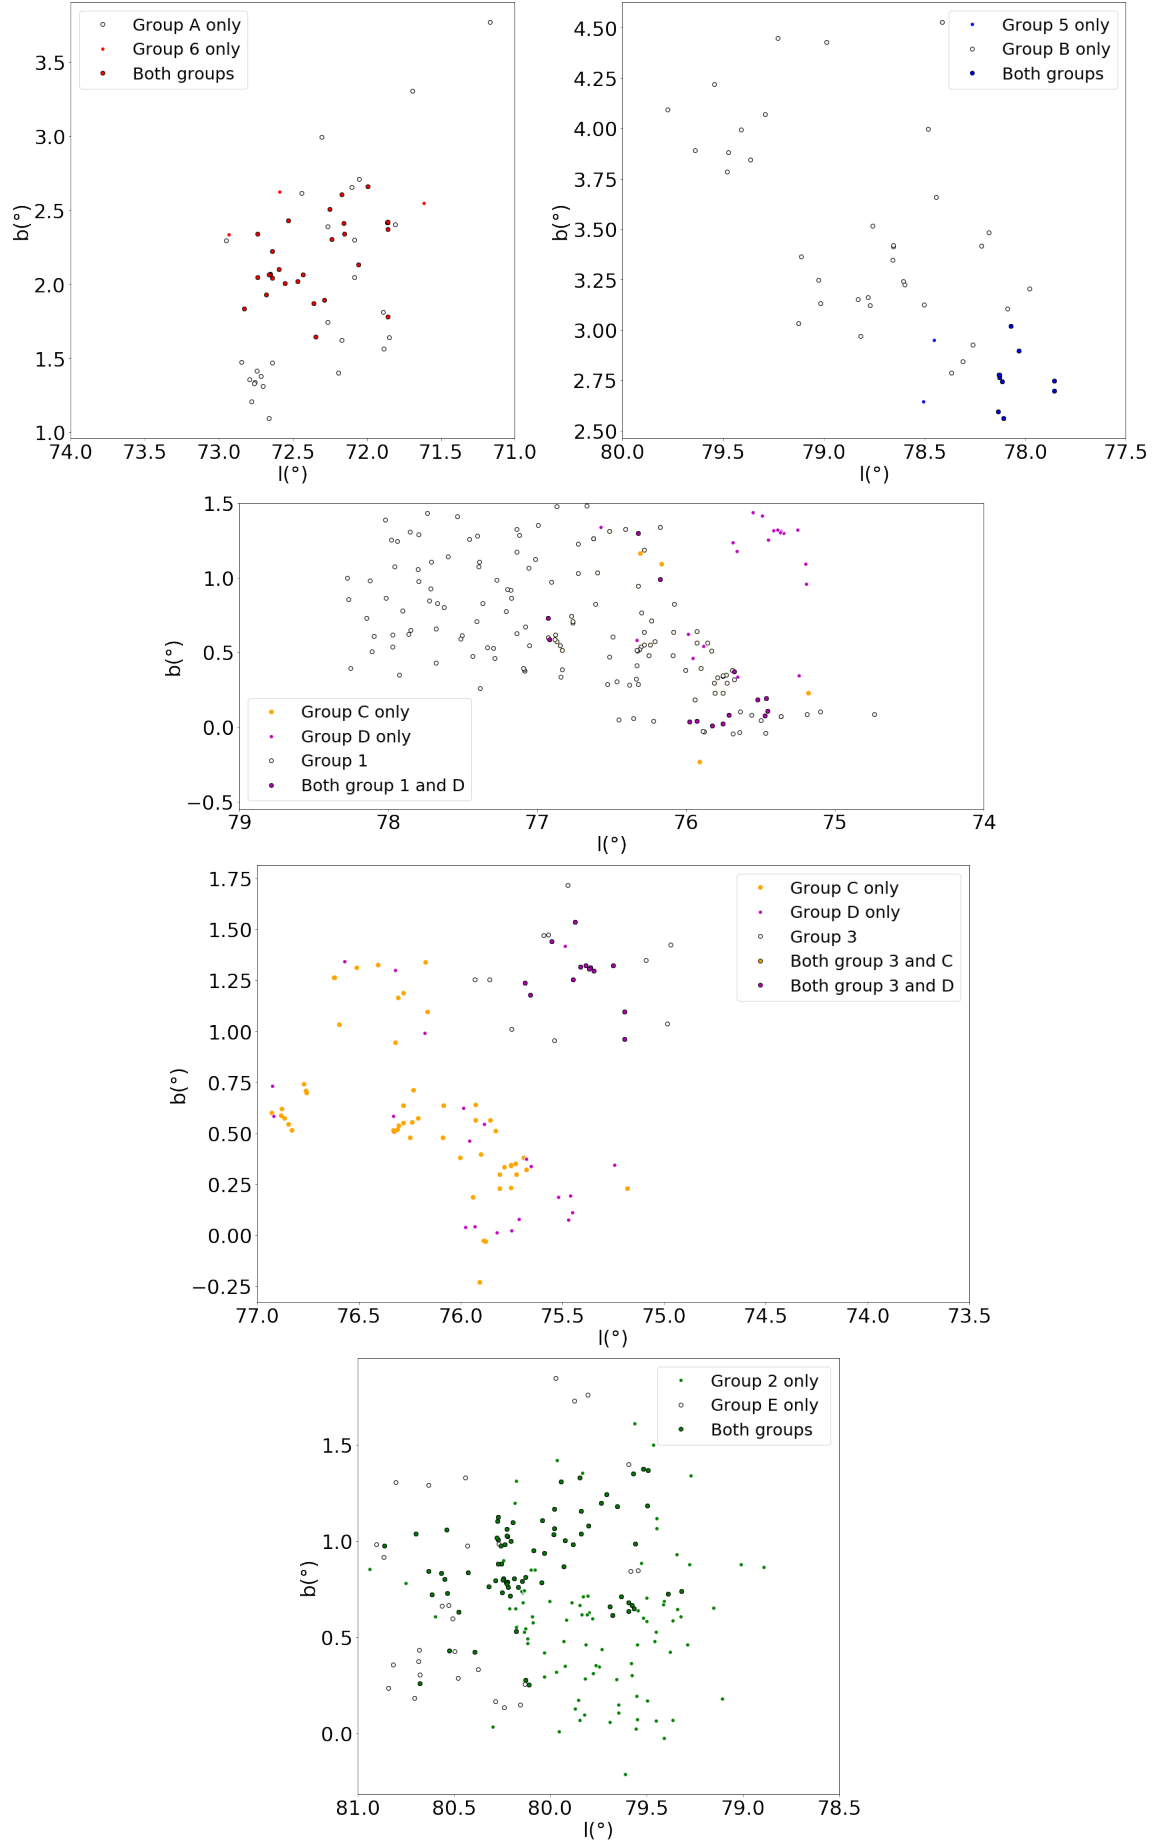 Group A only
Group 6 only
Both groups
3.5
3.0
2.5
2.0
1.5
1.0
b(°)
74.0 73.5 73.0 72.5 72.0 71.5 71.0
l(°)
Group 5 only
Group B only
Both groups
4.50
4.25
4.00
3.75
3.50
3.25
3.00
2.75
2.50
b(°)
80.0 79.5 79.0 78.5 78.0 77.5
l(°)
1.5
1.0
0.5
0.0
−0.5
b(°)
Group C only
Group D only
Group 1
Both group 1 and D
79 78 77 76 75 74
l(°)
1.75
1.50
1.25
1.00
0.75
0.50
0.25
0.00
−0.25
b(°)
Group C only
Group D only
Group 3
Both group 3 and C
Both group 3 and D
77.0 76.5 76.0 75.5 75.0 74.5 74.0 73.5
l(°)
Group 2 only
Group E only
Both groups
1.5
1.0
0.5
0.0
b(°)
81.0 80.5 80.0 79.5 79.0 78.5
l(°)